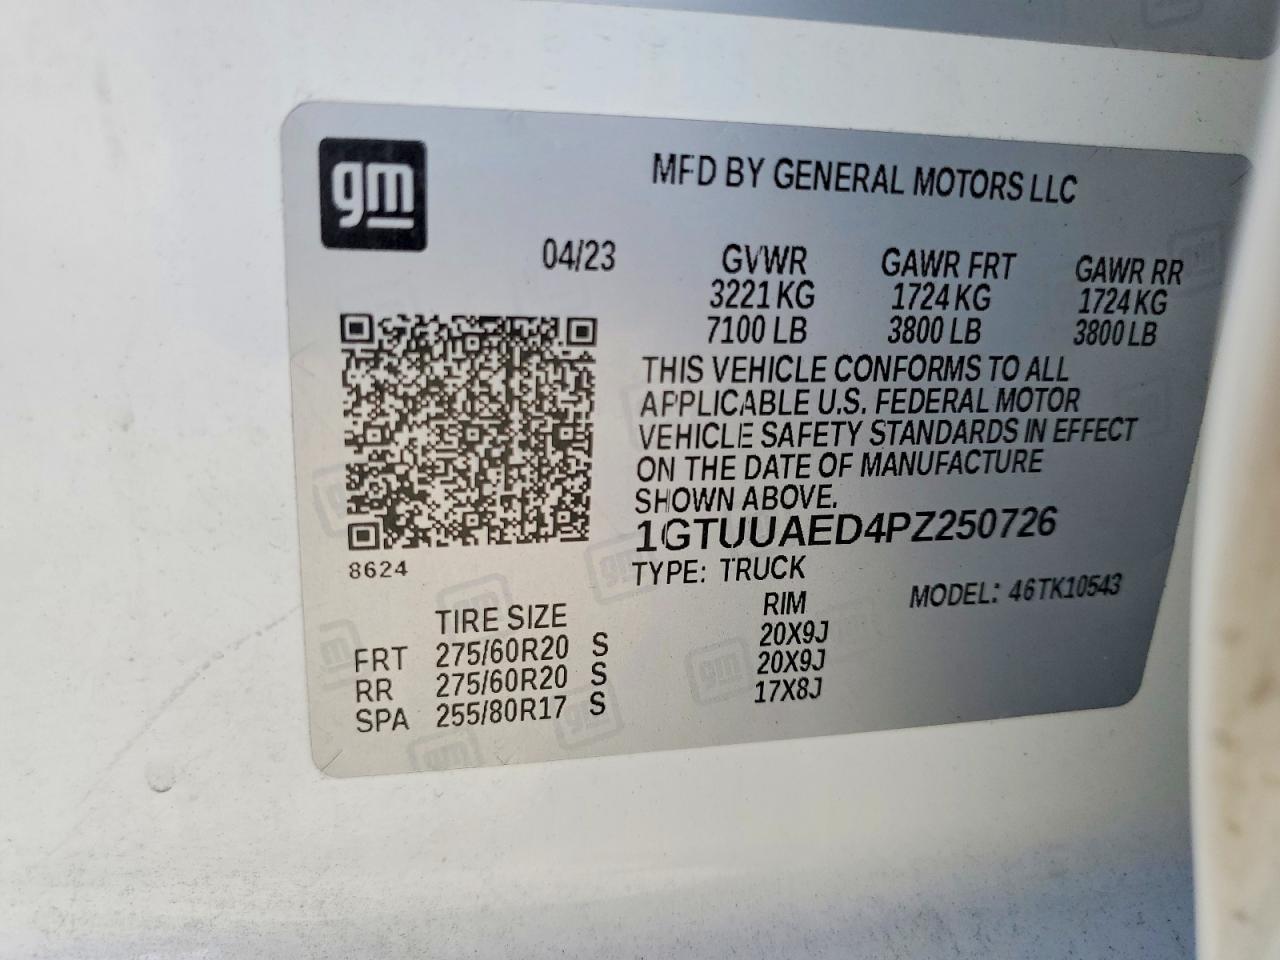 gm
MFD BY GENERAL MOTORS LLC
04/23 GVWR GAWR FRT GAWR RR
3221 KG 1724 KG 1724 KG
7100 LB 3800 LB 3800 LB
THIS VEHICLE CONFORMS TO ALL
APPLICABLE U.S. FEDERAL MOTOR
VEHICLE SAFETY STANDARDS IN EFFECT
ON THE DATE OF MANUFACTURE
SHOWN ABOVE.
1GTUUAED4PZ250726
8624
TYPE: TRUCK
MODEL: 46TK10543
TIRE SIZE RIM
FRT 275/60R20 S 20X9J
RR 275/60R20 S 20X9J
SPA 255/80R17 S 17X8J